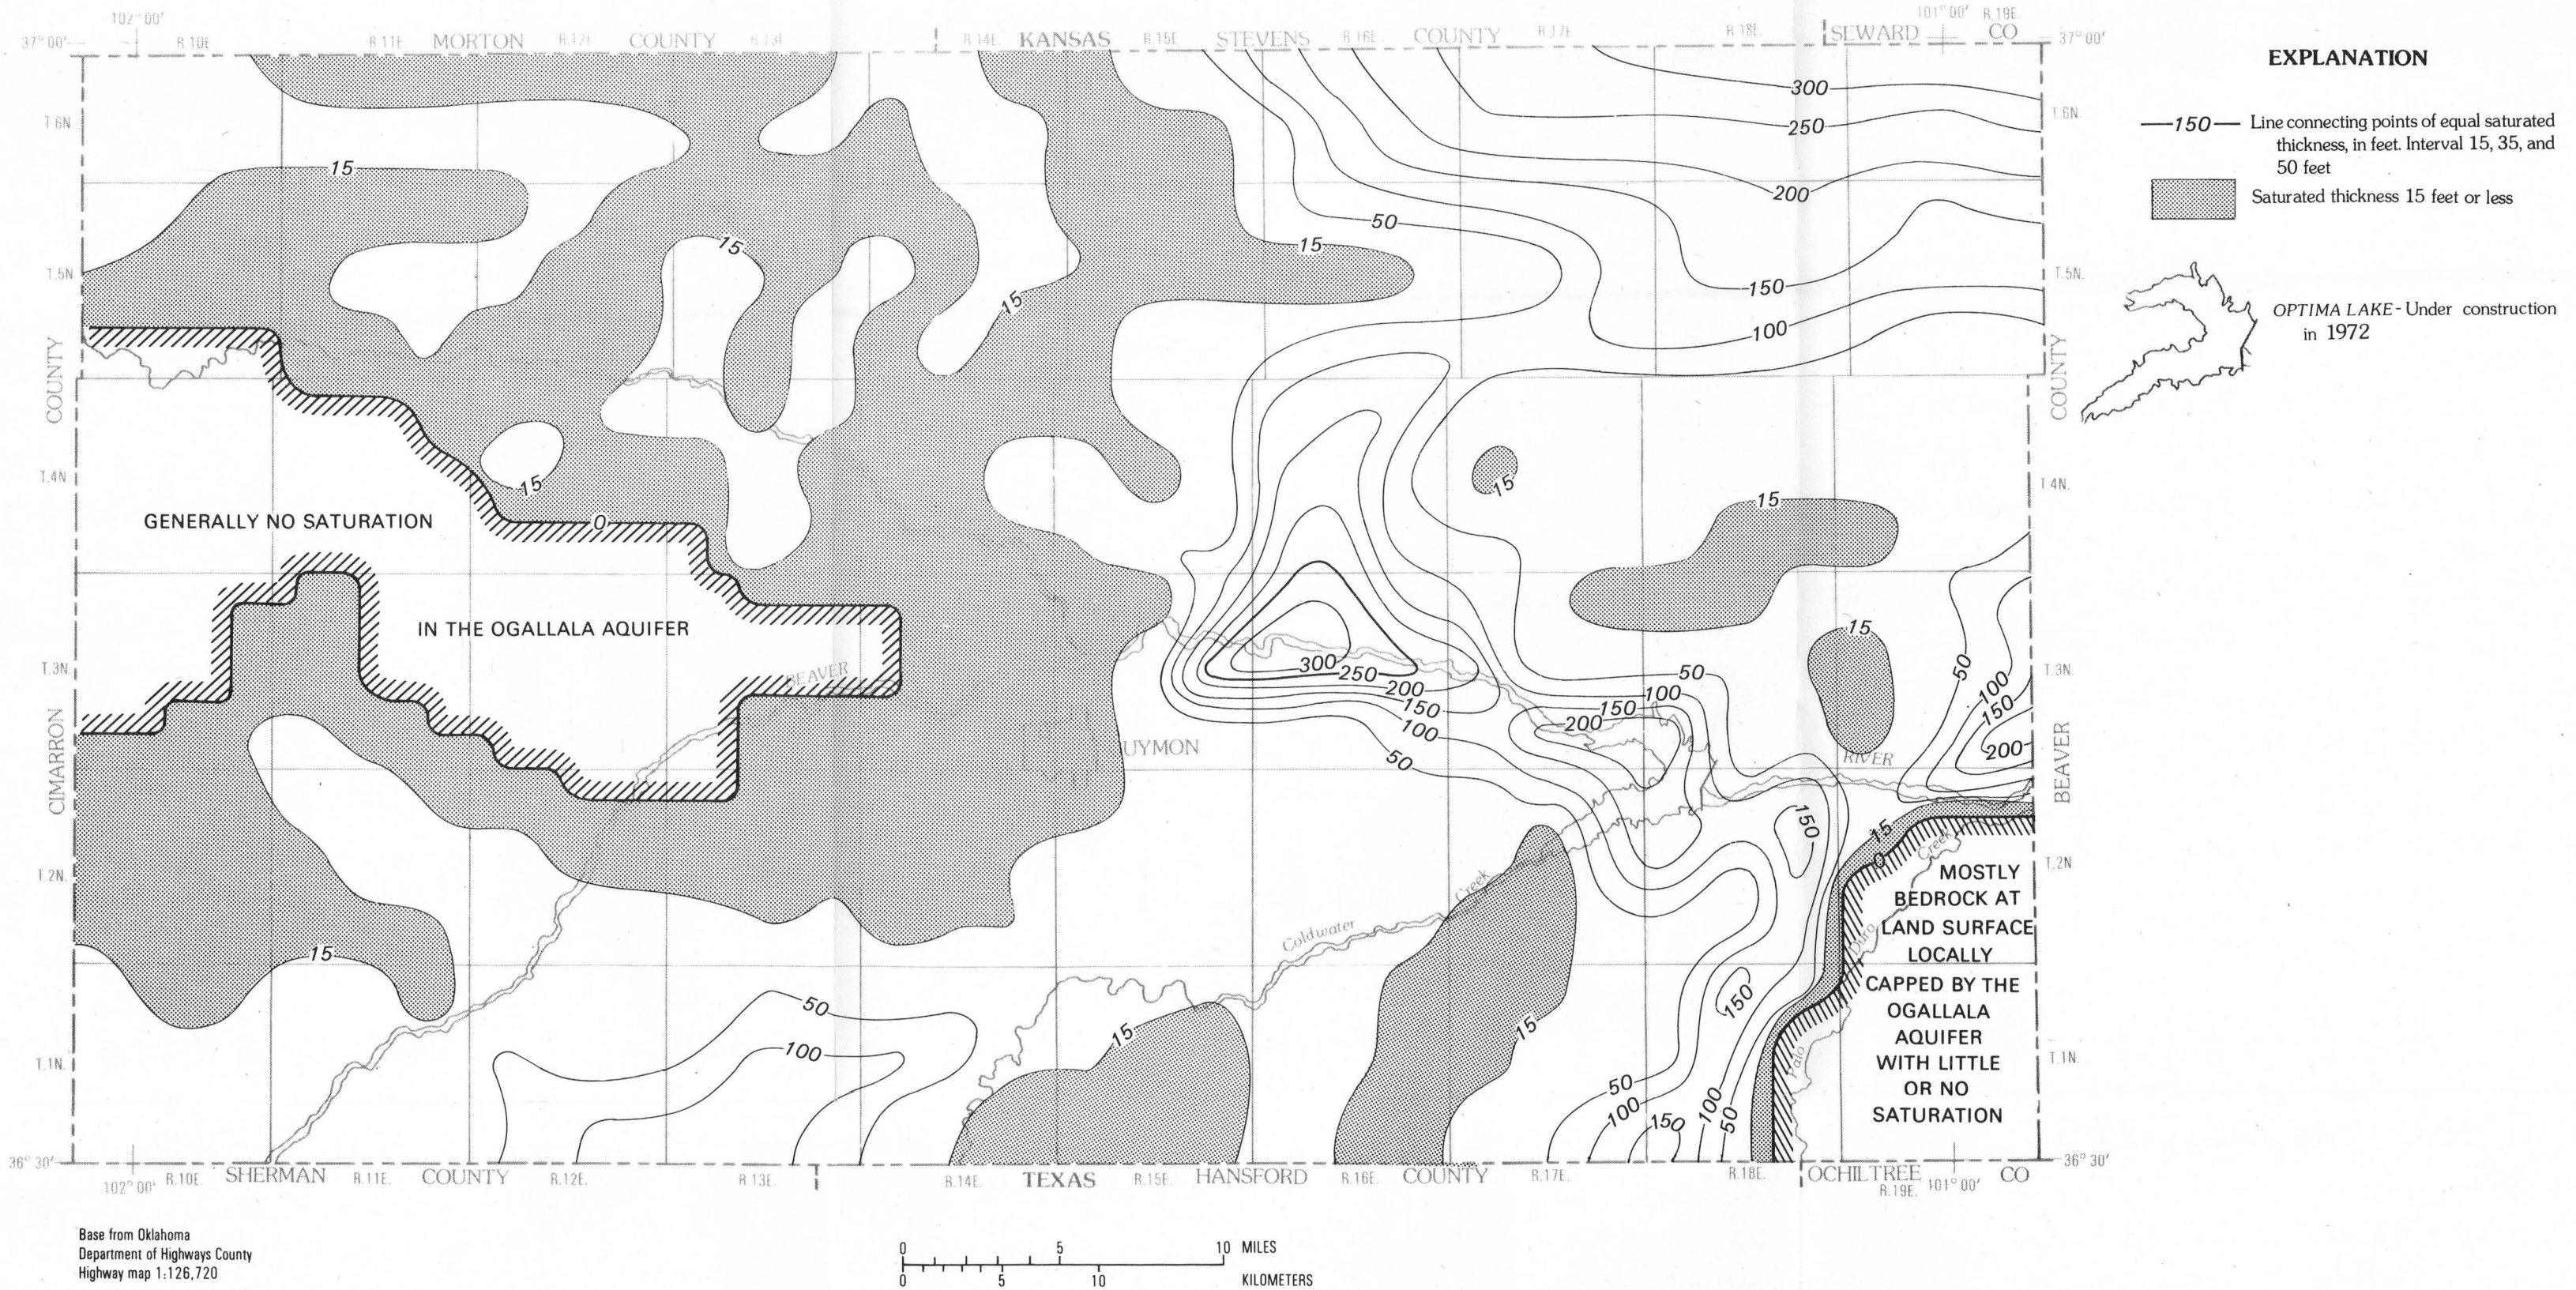 102°00′
101°00′ R.19E.
37°00′ R.10E R.11E MORTON R.12E COUNTY R.13E R.14E. KANSAS R.15E STEVENS R.16E. COUNTY R.17E R.18E. SEWARD CO 37°00′
EXPLANATION
—150— Line connecting points of equal saturated
thickness, in feet. Interval 15, 35, and
50 feet
Saturated thickness 15 feet or less
OPTIMA LAKE - Under construction
in 1972
T.6N
T.6N.
300
250
15
200
50
15
15
T.5N
T.5N.
150
15
100
COUNTY
COUNTY
T.4N
T.4N.
15
15
15
GENERALLY NO SATURATION
0
IN THE OGALLALA AQUIFER
15
T.3N
T.3N.
BEAVER
300
250
200
150
100
50
50
100
150
200
50
100
150
200
UYMON
RIVER
CIMARRON
BEAVER
150
15
0
Creek
T.2N.
T.2N
Creek
Coldwater
Duro
Palo
MOSTLY
BEDROCK AT
LAND SURFACE
LOCALLY
CAPPED BY THE
OGALLALA
AQUIFER
WITH LITTLE
OR NO
SATURATION
15
150
50
100
15
15
T.1N.
T.1N.
50
100
150
100
50
36°30′
36°30′
102°00′ R.10E. SHERMAN R.11E. COUNTY R.12E. R.13E. R.14E. TEXAS R.15E. HANSFORD R.16E. COUNTY R.17E. R.18E. OCHILTREE R.19E. 101°00′ CO
Base from Oklahoma
Department of Highways County
Highway map 1:126,720
0 5 10 MILES
0 5 10 KILOMETERS